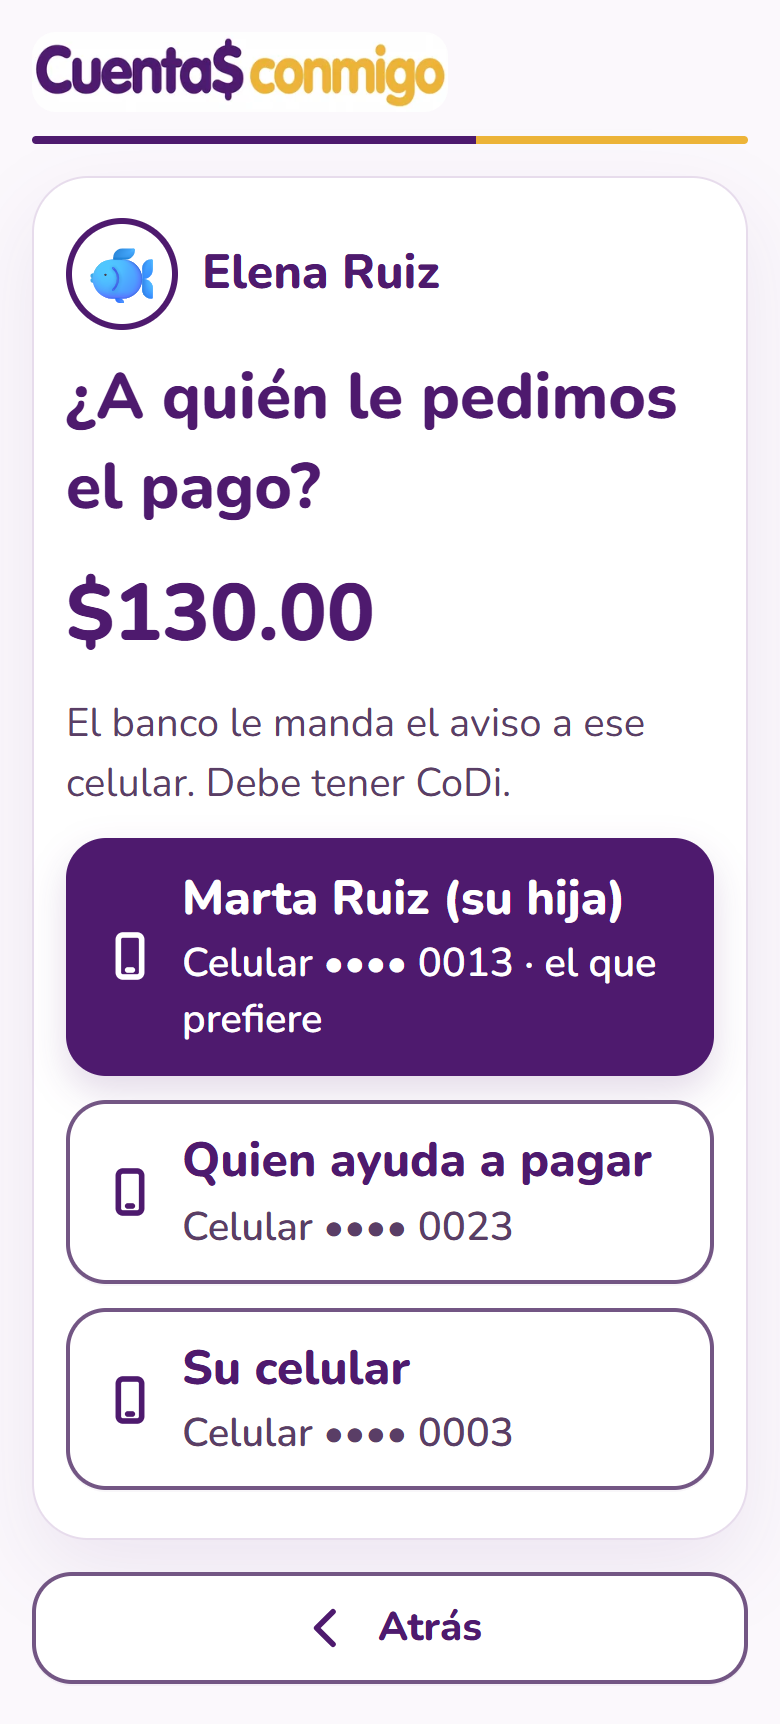 Cuenta$ conmigo
Elena Ruiz
¿A quién le pedimos
el pago?
$130.00
El banco le manda el aviso a ese
celular. Debe tener CoDi.
Marta Ruiz (su hija)
Celular •••• 0013 · el que
prefiere
Quien ayuda a pagar
Celular •••• 0023
Su celular
Celular •••• 0003
Atrás